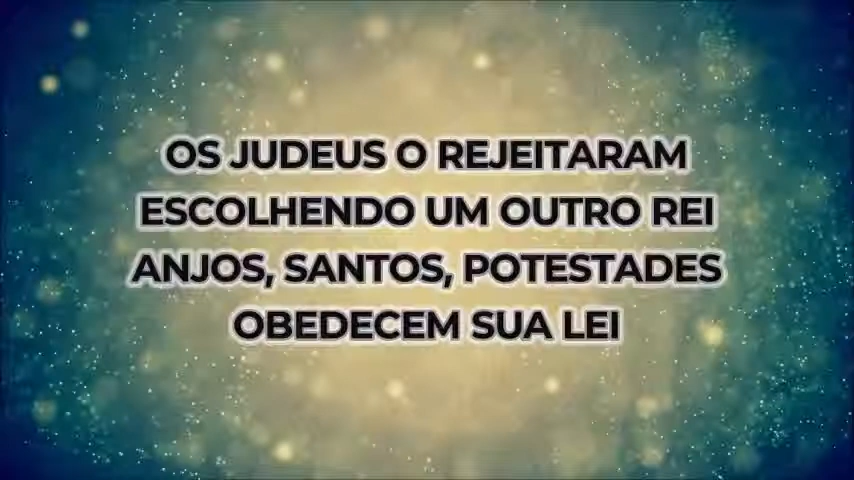 OS JUDEUS O REJEITARAM
ESCOLHENDO UM OUTRO REI
ANJOS, SANTOS, POTESTADES
OBEDECEM SUA LEI